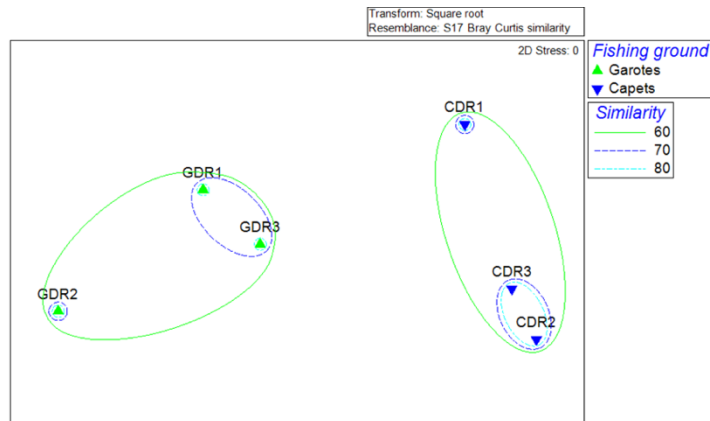 Transform: Square root
Resemblance: S17 Bray Curtis similarity
2D Stress: 0
Fishing ground
Garotes
Capets
Similarity
60
70
80
CDR1
GDR1
GDR3
CDR3
GDR2
CDR2